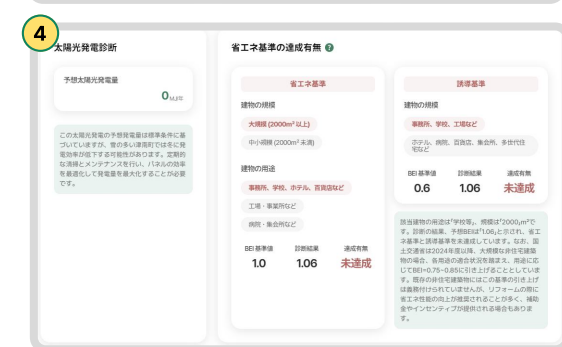 4
太陽光発電診断
予想太陽光発電量
0 MJ/年
この太陽光発電の予想発電量は標準条件に基
づいていますが、雪の多い津南町では冬に発
電効率が低下する可能性があります。定期的
な清掃とメンテナンスを行い、パネルの効率
を最適化して発電量を最大化することが必要
です。
省エネ基準の達成有無 ?
省エネ基準
建物の規模
大規模 (2000m²以上)
中小規模 (2000m²未満)
建物の用途
事務所、学校、ホテル、百貨店など
工場・事業所など
病院・集会所など
BEI 基準値 診断結果 達成有無
1.0 1.06 未達成
誘導基準
建物の規模
事務所、学校、工場など
ホテル、病院、百貨店、集会所、多世代住
宅など
BEI 基準値 診断結果 達成有無
0.6 1.06 未達成
該当建物の用途は「学校等」、規模は「2000㎡」で
す。診断の結果、予想BEIは「1.06」と示され、省エ
ネ基準と誘導基準を未達成しています。なお、国
土交通省は2024年度以降、大規模な非住宅建築
物の場合、各用途の適合状況を踏まえ、用途に応
じてBEI=0.75~0.85に引き上げることとしていま
す。既存の非住宅建築物にはこの基準の引き上げ
は義務付けられていませんが、リフォームの際に
省エネ性能の向上が推奨されることが多く、補助
金やインセンティブが提供される場合もありま
す。